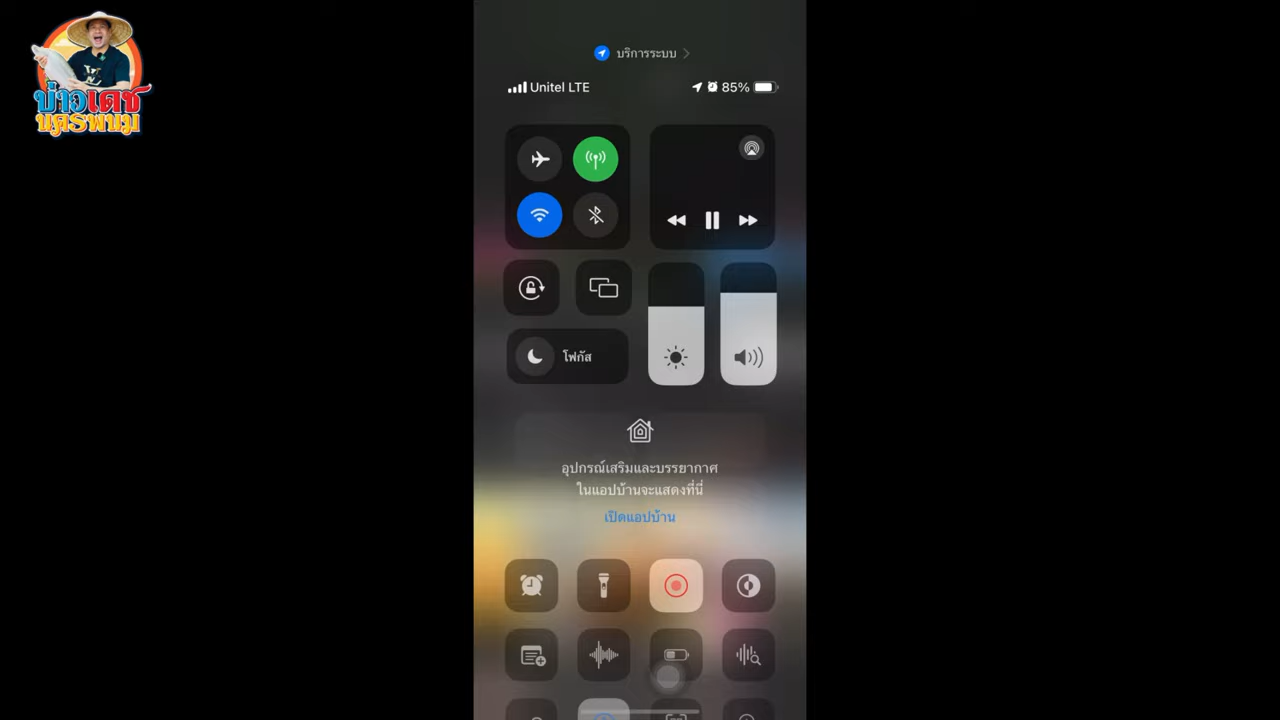 บ่าวเดช
นครพนม
บริการระบบ
Unitel LTE
85%
โฟกัส
อุปกรณ์เสริมและบรรยากาศ
ในแอปบ้านจะแสดงที่นี่
เปิดแอปบ้าน